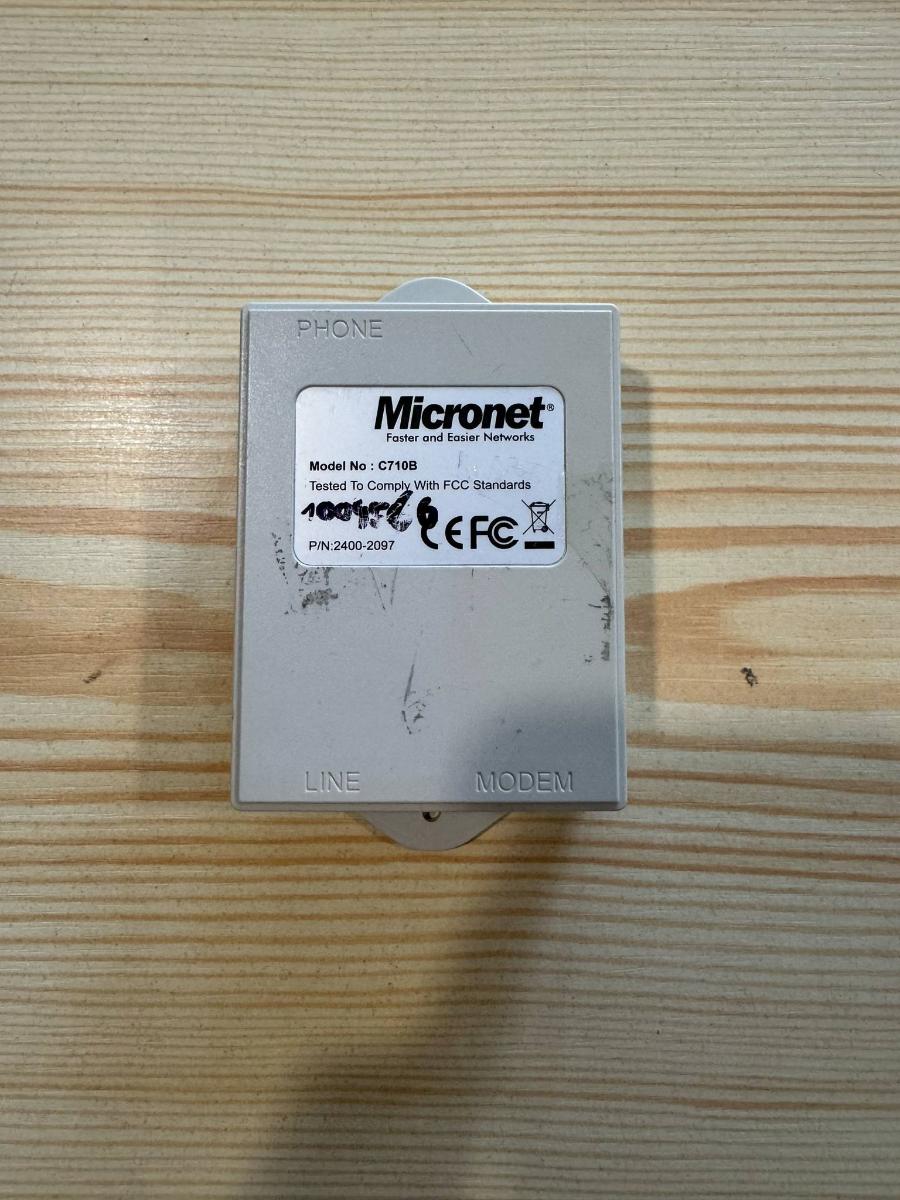 PHONE
Micronet®
Faster and Easier Networks
Model No : C710B
Tested To Comply With FCC Standards
CE FC
P/N:2400-2097
LINE MODEM